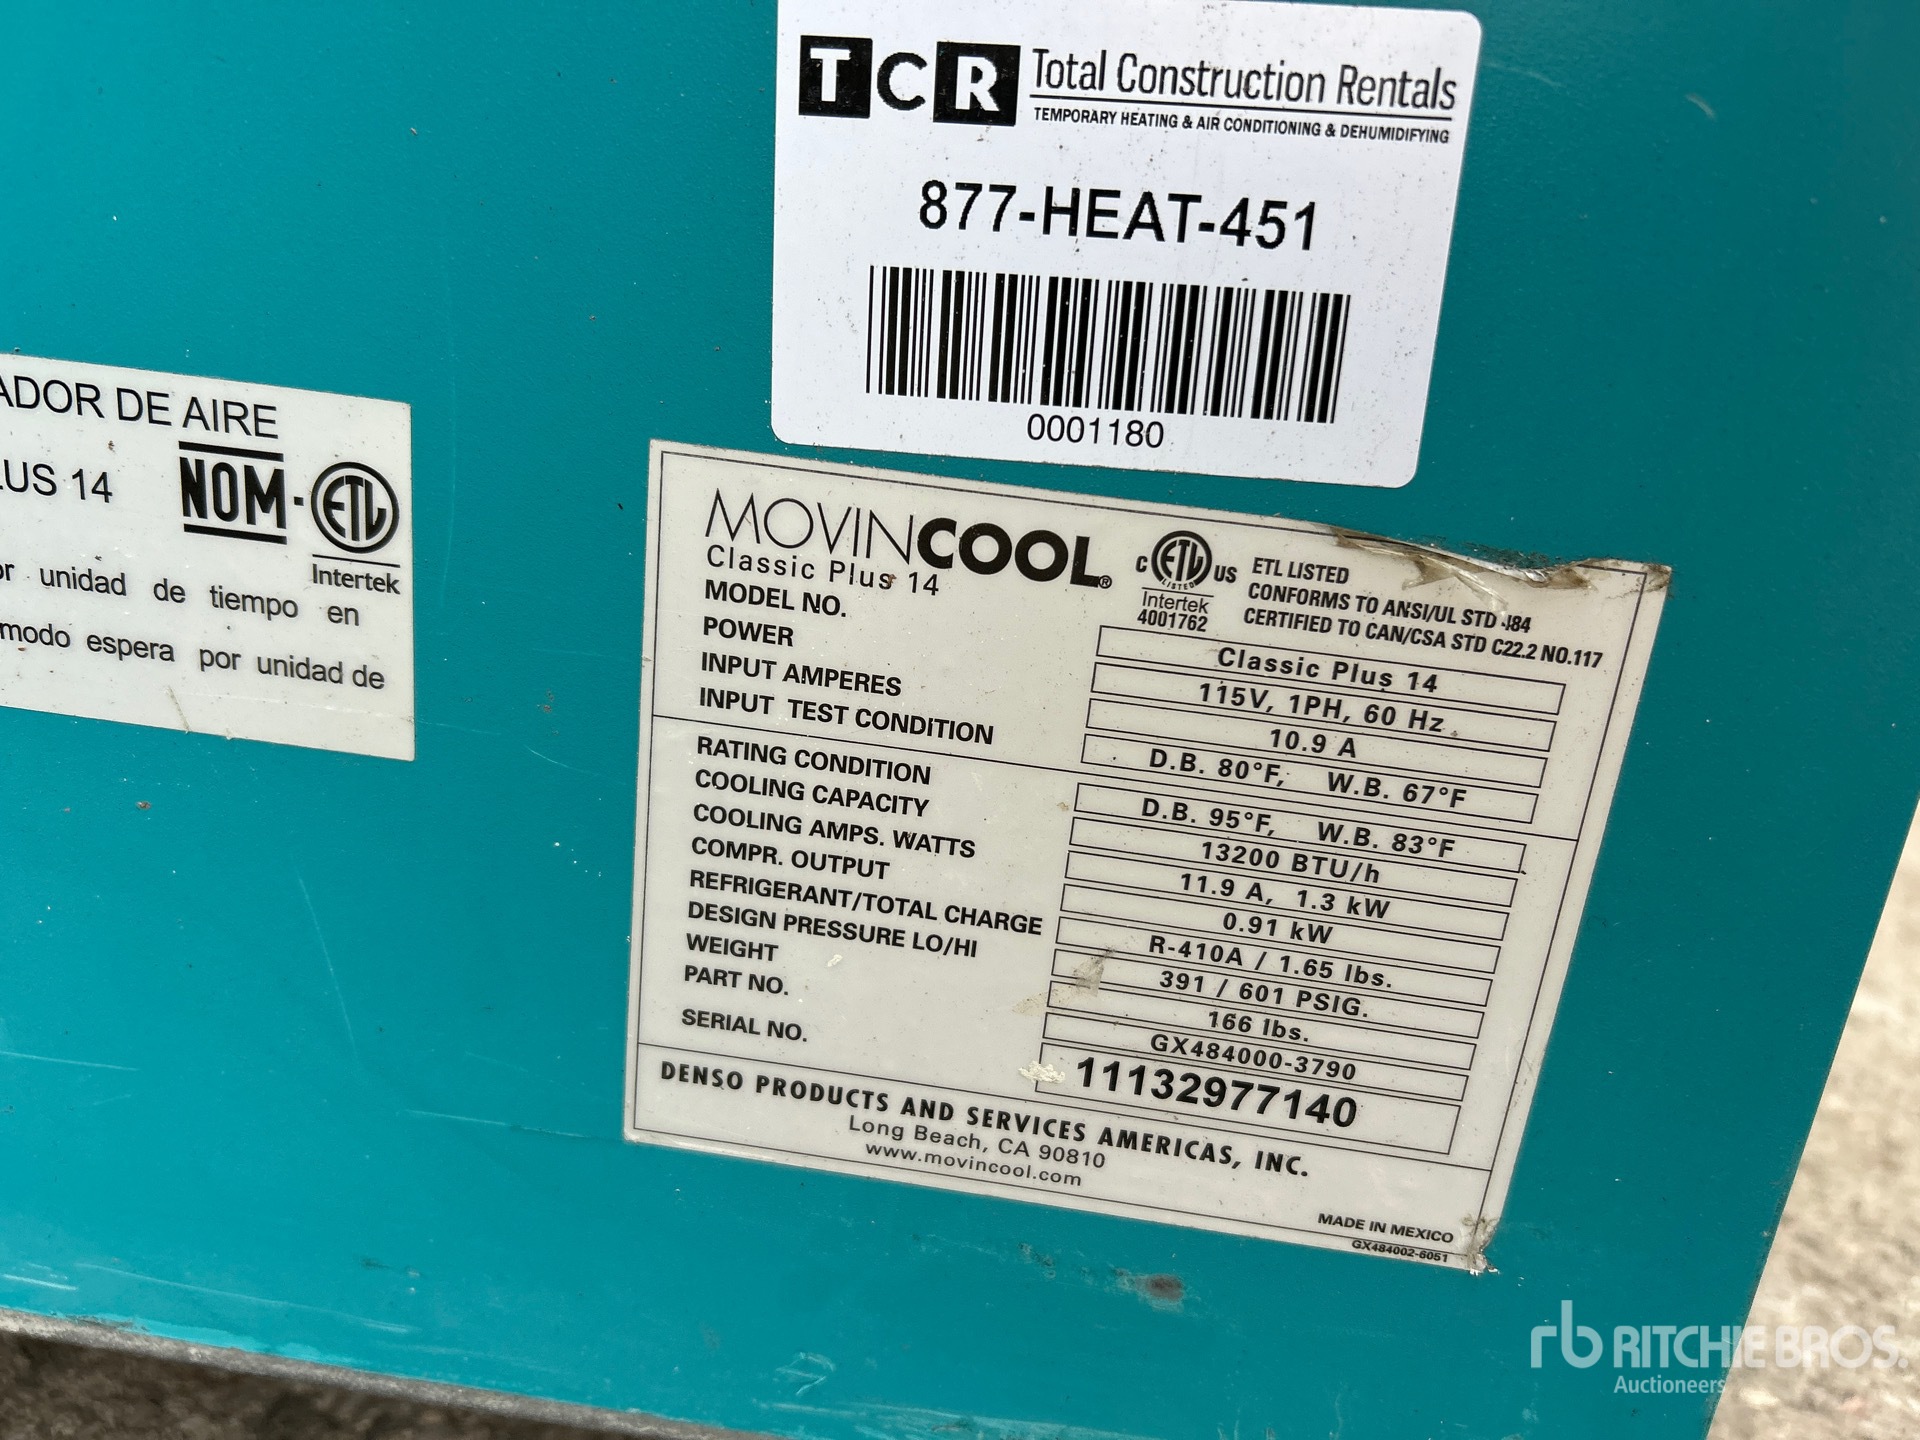 TCR Total Construction Rentals
TEMPORARY HEATING & AIR CONDITIONING & DEHUMIDIFYING
877-HEAT-451
0001180
ADOR DE AIRE
LUS 14
NOM-ETL
Intertek
unidad de tiempo en
modo espera por unidad de
MOVINCOOL®
Classic Plus 14
C ETL US
LISTED
Intertek
4001762
ETL LISTED
CONFORMS TO ANSI/UL STD 484
CERTIFIED TO CAN/CSA STD C22.2 NO.117
MODEL NO. Classic Plus 14
POWER 115V, 1PH, 60 Hz
INPUT AMPERES 10.9 A
INPUT TEST CONDITION D.B. 80°F, W.B. 67°F
RATING CONDITION D.B. 95°F, W.B. 83°F
COOLING CAPACITY 13200 BTU/h
COOLING AMPS. WATTS 11.9 A, 1.3 kW
COMPR. OUTPUT 0.91 kW
REFRIGERANT/TOTAL CHARGE R-410A / 1.65 lbs.
DESIGN PRESSURE LO/HI 391 / 601 PSIG.
WEIGHT 166 lbs.
PART NO. GX484000-3790
SERIAL NO. 11132977140
DENSO PRODUCTS AND SERVICES AMERICAS, INC.
Long Beach, CA 90810
www.movincool.com
MADE IN MEXICO
GX484002-6051
rb RITCHIE BROS.
Auctioneers